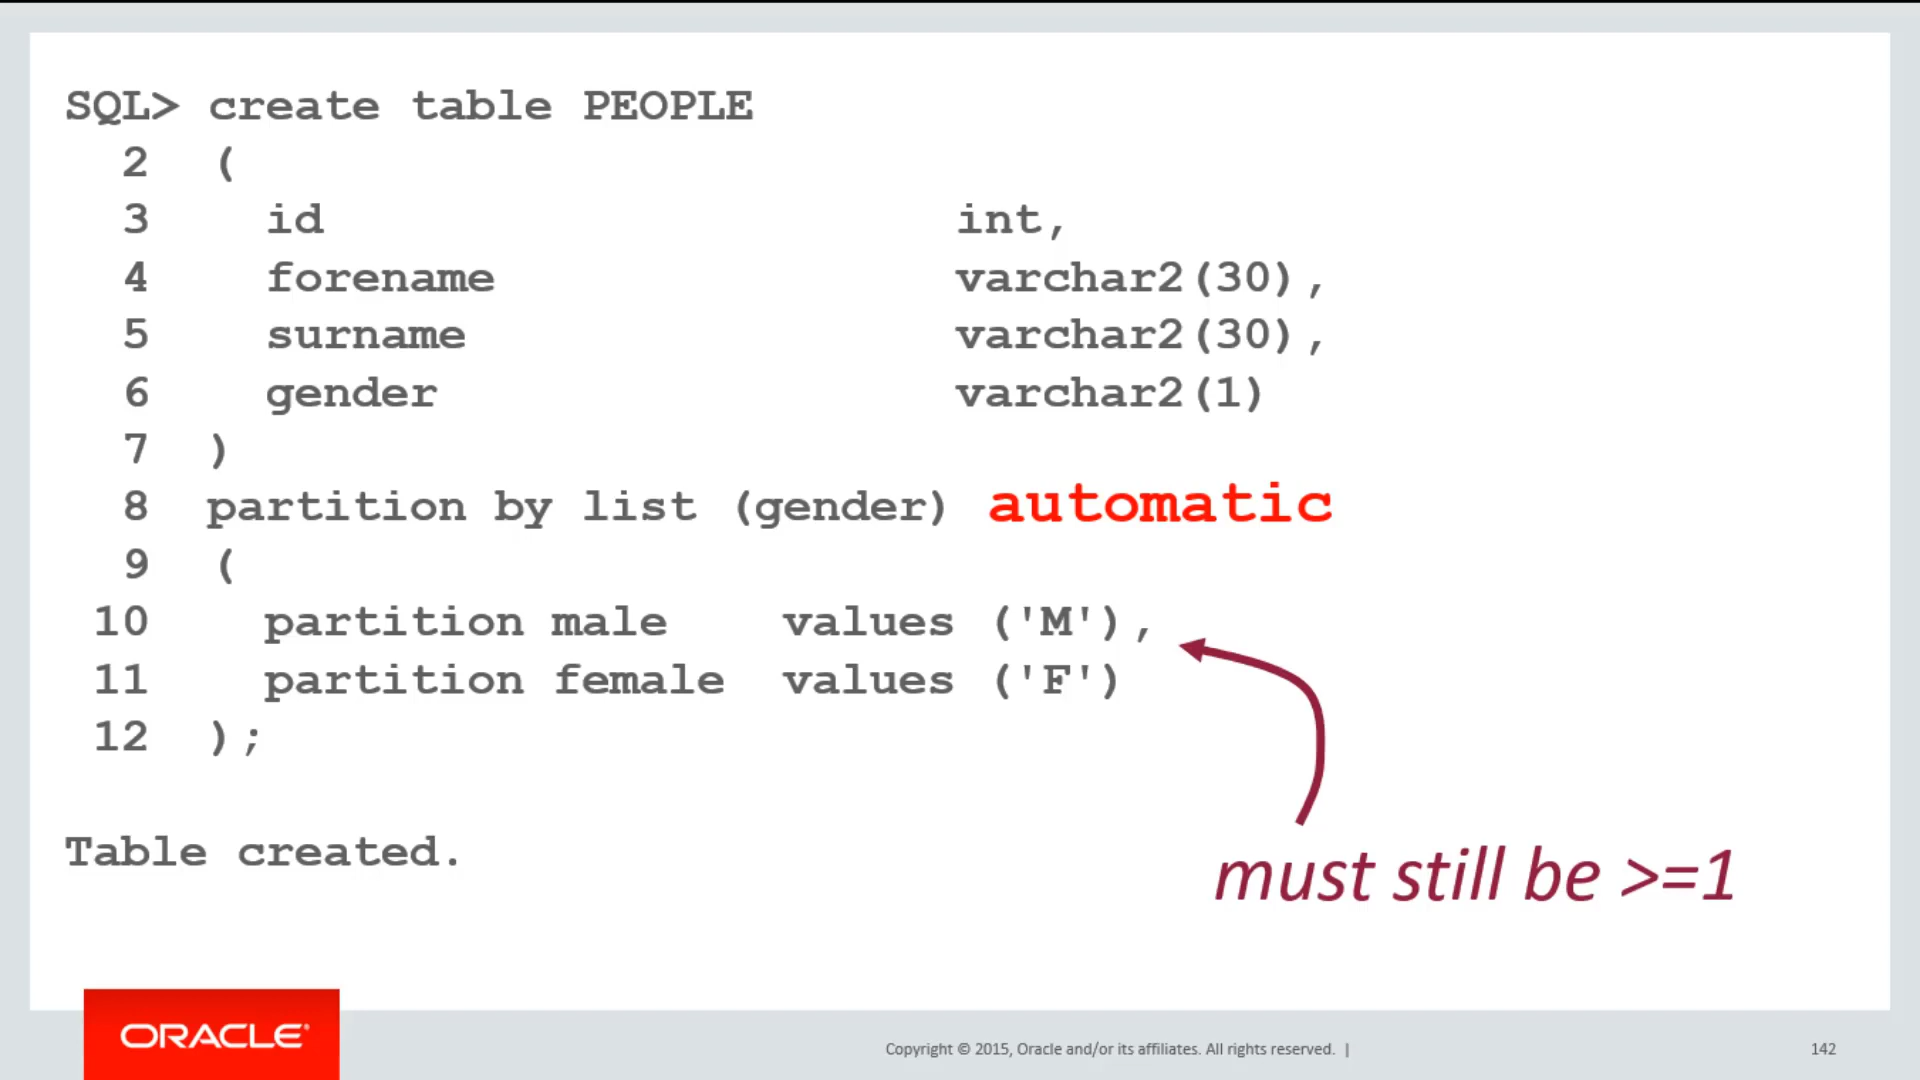 SQL> create table PEOPLE
2 (
3 id int,
4 forename varchar2(30),
5 surname varchar2(30),
6 gender varchar2(1)
7 )
8 partition by list (gender) automatic
9 (
10 partition male values ('M'),
11 partition female values ('F')
12 );
Table created.
must still be >=1
ORACLE
Copyright © 2015, Oracle and/or its affiliates. All rights reserved. |
142